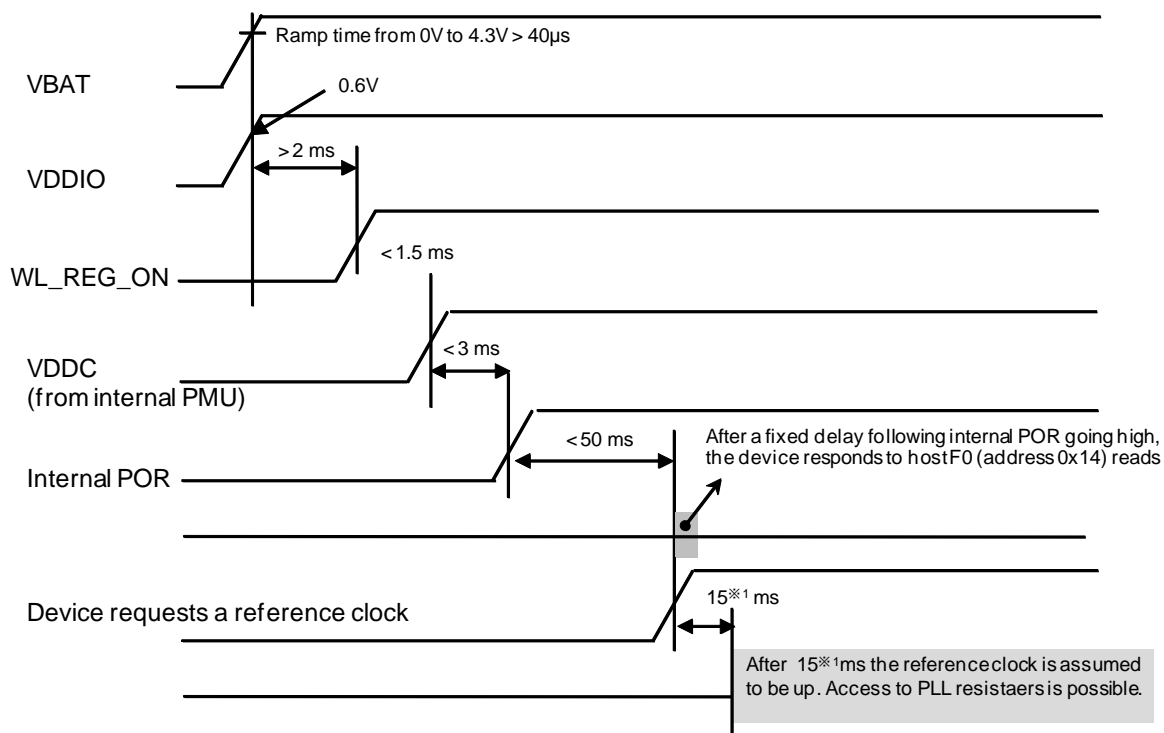 Ramp time from 0V to 4.3V > 40µs
VBAT
0.6V
> 2 ms
VDDIO
< 1.5 ms
WL_REG_ON
< 3 ms
VDDC
(from internal PMU)
< 50 ms
After a fixed delay following internal POR going high,
the device responds to host F0 (address 0x14) reads
Internal POR
Device requests a reference clock
15※1 ms
After 15※1ms the reference clock is assumed
to be up. Access to PLL resistaers is possible.